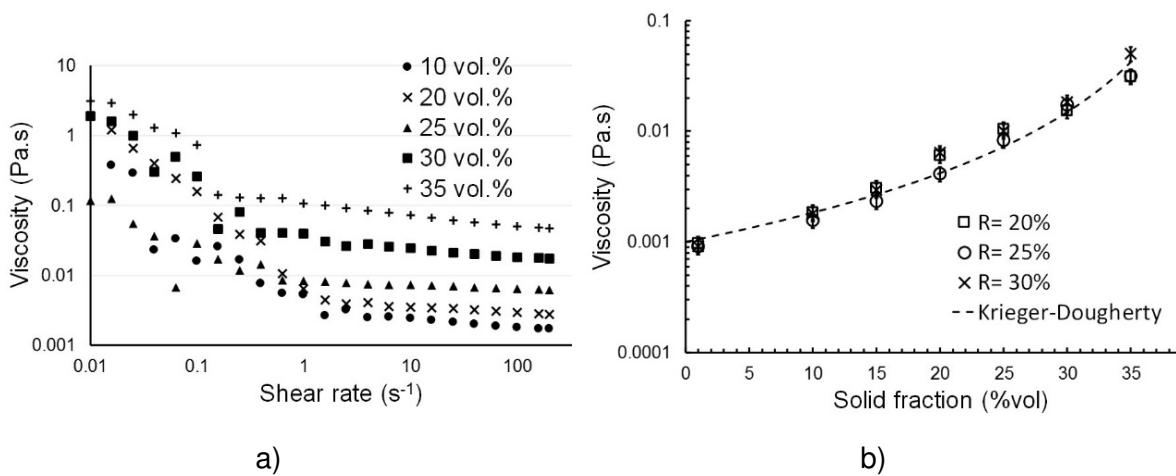 10
1
0.1
0.01
0.001
Viscosity (Pa.s)
0.01
0.1
1
10
100
Shear rate (s⁻¹)
10 vol.%
20 vol.%
25 vol.%
30 vol.%
35 vol.%
a)
0.1
0.01
0.001
0.0001
Viscosity (Pa.s)
0
5
10
15
20
25
30
35
Solid fraction (%vol)
R= 20%
R= 25%
R= 30%
Krieger-Dougherty
b)